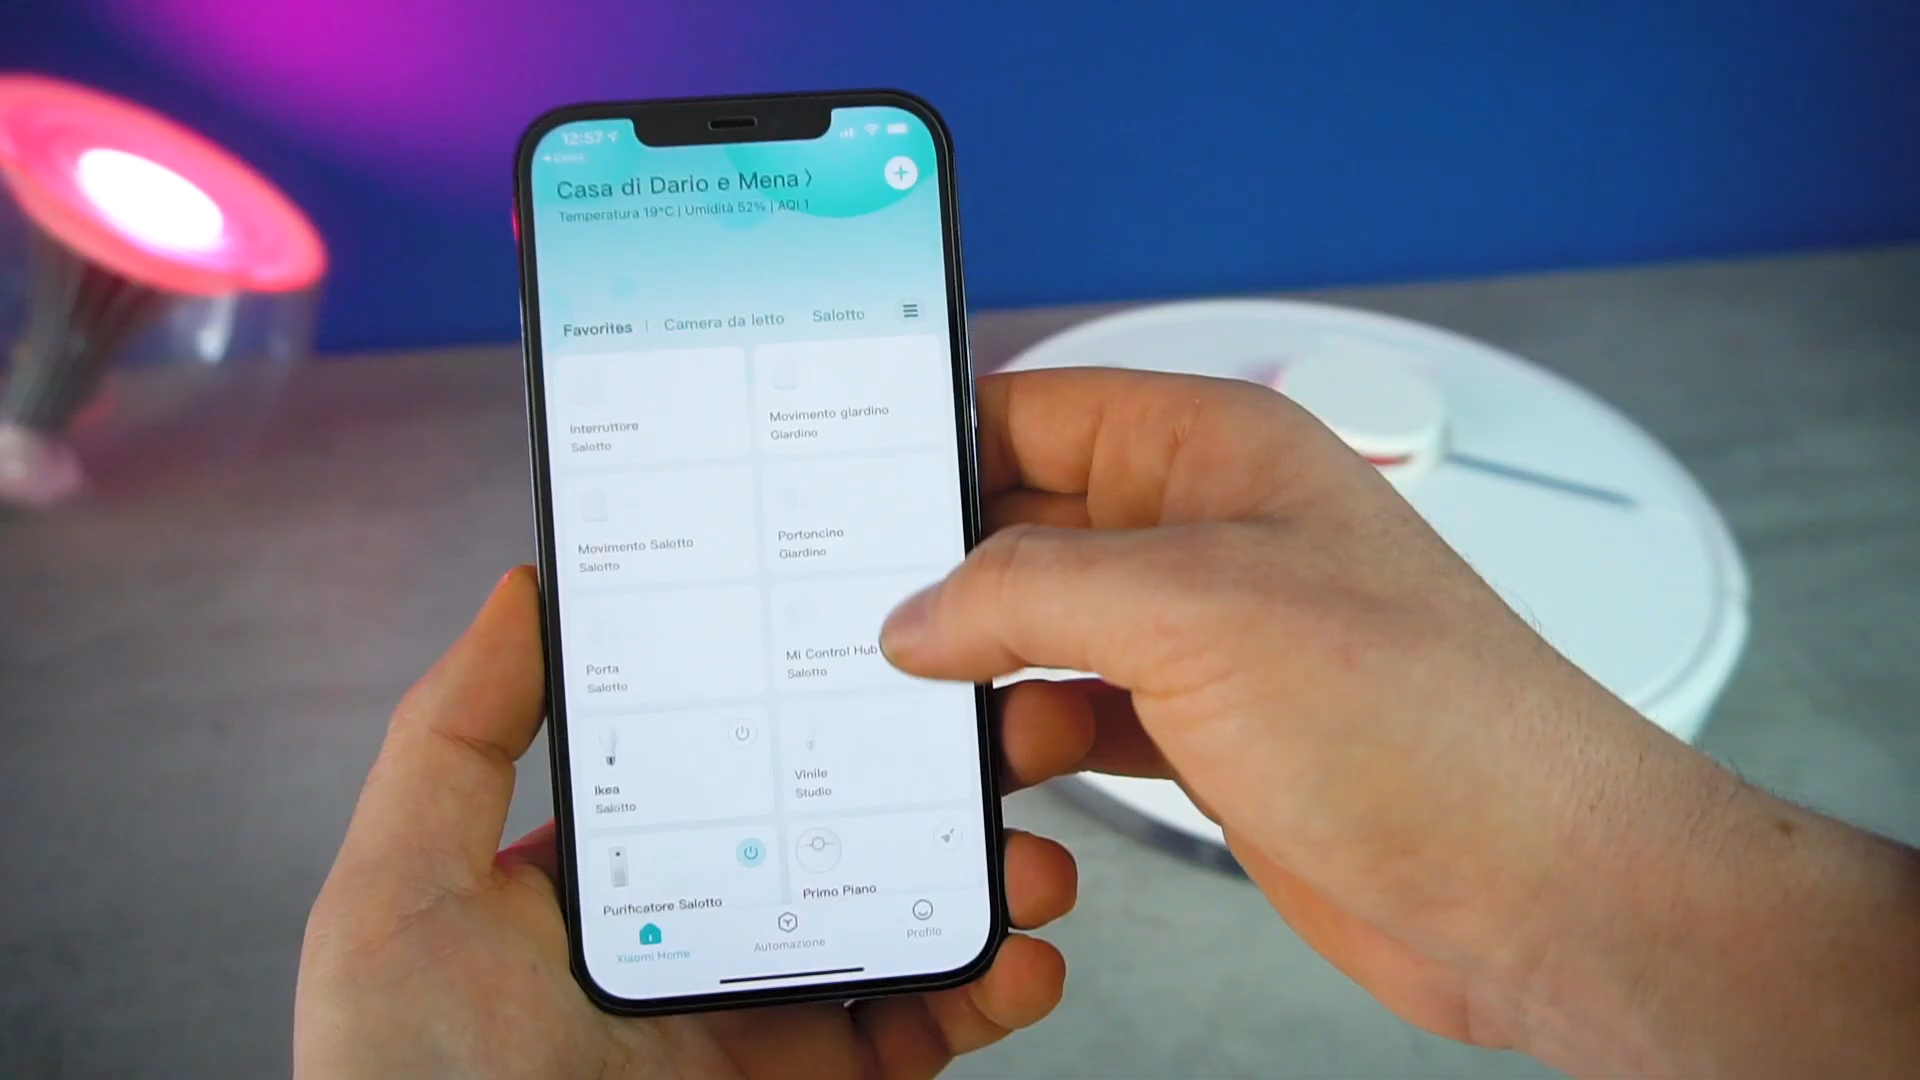 12:57
Casa di Dario e Mena
Temperatura 19°C | Umidità 52% | AQI 1
Favorites | Camera da letto Salotto
Interruttore
Salotto
Movimento giardino
Giardino
Movimento Salotto
Salotto
Portoncino
Giardino
Porta
Salotto
Mi Control Hub
Salotto
Ikea
Salotto
Vinile
Studio
Purificatore Salotto
Primo Piano
Xiaomi Home
Automazione
Profilo